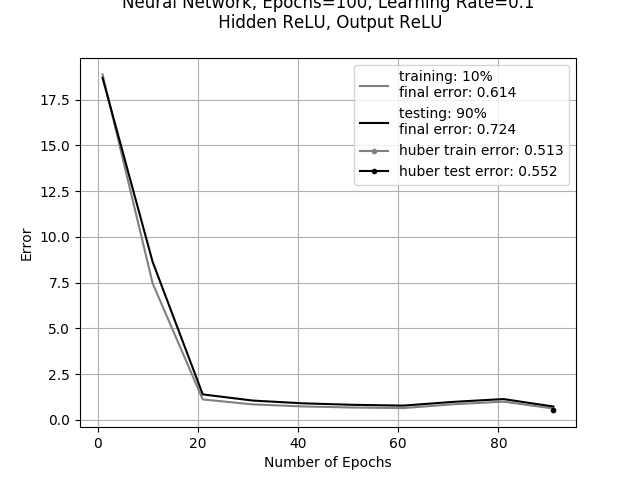 Neural Network, Epochs=100, Learning Rate=0.1
Hidden ReLU, Output ReLU
training: 10%
final error: 0.614
testing: 90%
final error: 0.724
huber train error: 0.513
huber test error: 0.552
Error
17.5
15.0
12.5
10.0
7.5
5.0
2.5
0.0
0 20 40 60 80
Number of Epochs